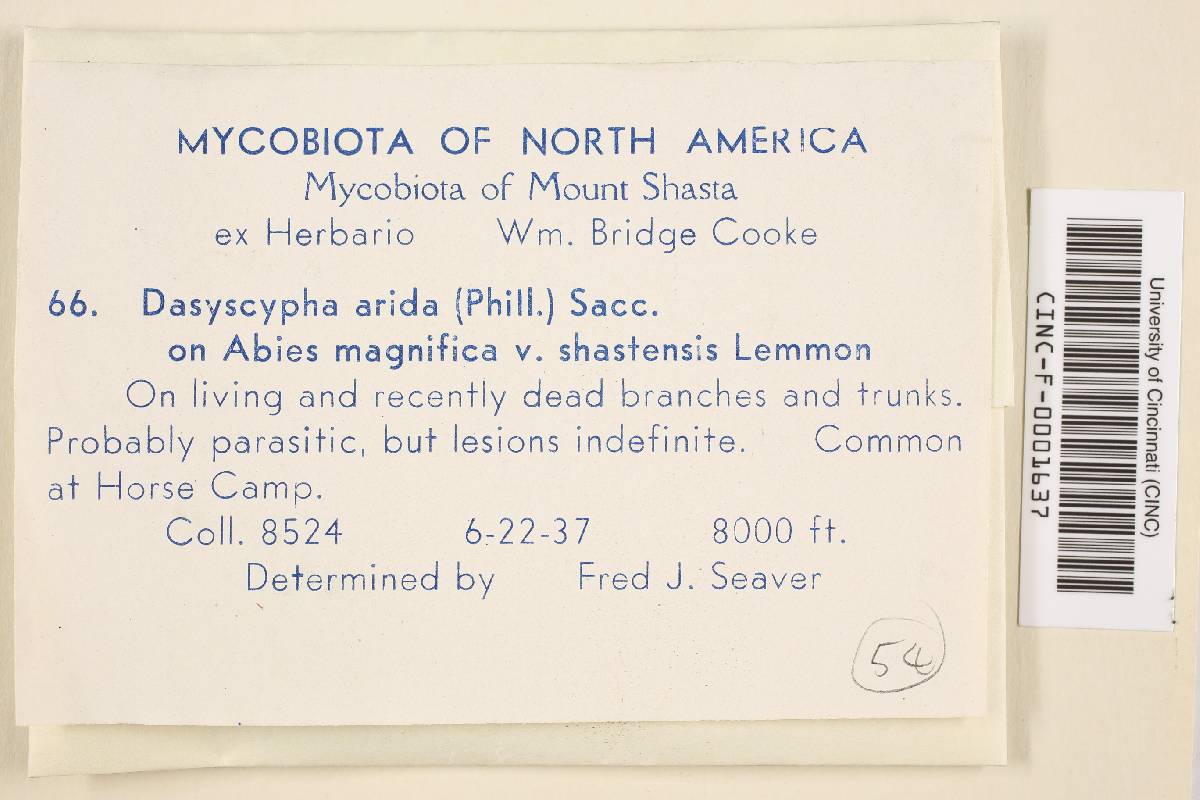 MYCOBIOTA OF NORTH AMERICA
Mycobiota of Mount Shasta
ex Herbario Wm. Bridge Cooke
66. Dasyscypha arida (Phill.) Sacc.
on Abies magnifica v. shastensis Lemmon
On living and recently dead branches and trunks.
Probably parasitic, but lesions indefinite. Common
at Horse Camp.
Coll. 8524 6-22-37 8000 ft.
Determined by Fred J. Seaver
54
University of Cincinnati (CINC)
CINC-F-0001637